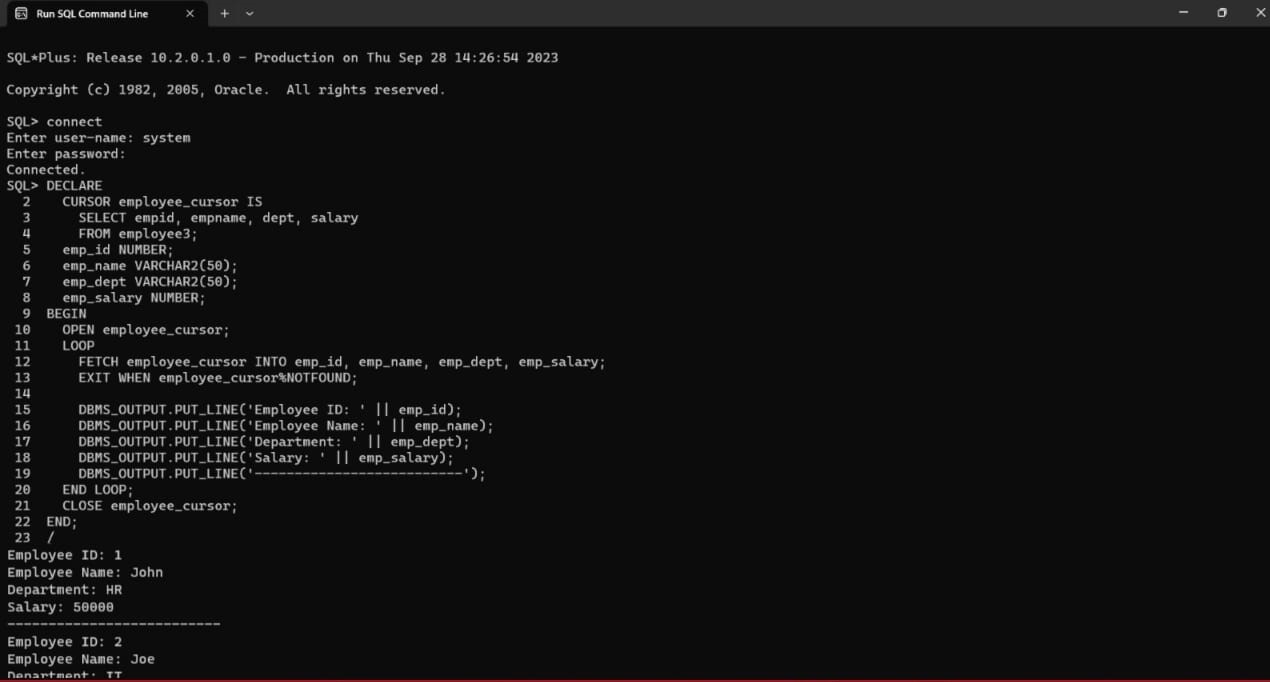 Run SQL Command Line
SQL*Plus: Release 10.2.0.1.0 - Production on Thu Sep 28 14:26:54 2023
Copyright (c) 1982, 2005, Oracle.  All rights reserved.
SQL> connect
Enter user-name: system
Enter password:
Connected.
SQL> DECLARE
  2    CURSOR employee_cursor IS
  3      SELECT empid, empname, dept, salary
  4      FROM employee3;
  5    emp_id NUMBER;
  6    emp_name VARCHAR2(50);
  7    emp_dept VARCHAR2(50);
  8    emp_salary NUMBER;
  9  BEGIN
 10    OPEN employee_cursor;
 11    LOOP
 12      FETCH employee_cursor INTO emp_id, emp_name, emp_dept, emp_salary;
 13      EXIT WHEN employee_cursor%NOTFOUND;
 14
 15      DBMS_OUTPUT.PUT_LINE('Employee ID: ' || emp_id);
 16      DBMS_OUTPUT.PUT_LINE('Employee Name: ' || emp_name);
 17      DBMS_OUTPUT.PUT_LINE('Department: ' || emp_dept);
 18      DBMS_OUTPUT.PUT_LINE('Salary: ' || emp_salary);
 19      DBMS_OUTPUT.PUT_LINE('--------------------------');
 20    END LOOP;
 21    CLOSE employee_cursor;
 22  END;
 23  /
Employee ID: 1
Employee Name: John
Department: HR
Salary: 50000
--------------------------
Employee ID: 2
Employee Name: Joe
Department: IT